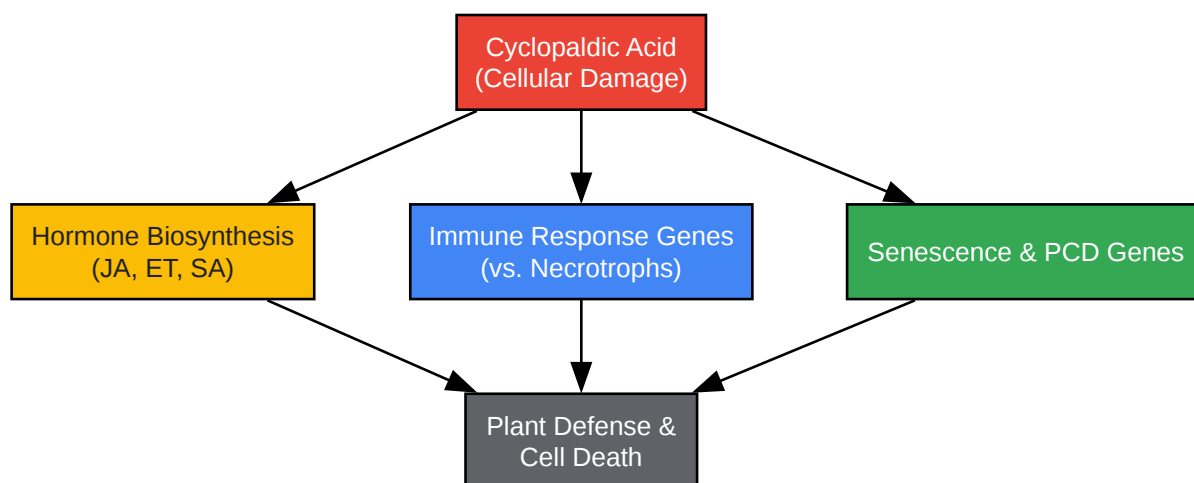 Cyclopaldic Acid
(Cellular Damage)
Hormone Biosynthesis
(JA, ET, SA)
Immune Response Genes
(vs. Necrotrophs)
Senescence & PCD Genes
Plant Defense &
Cell Death